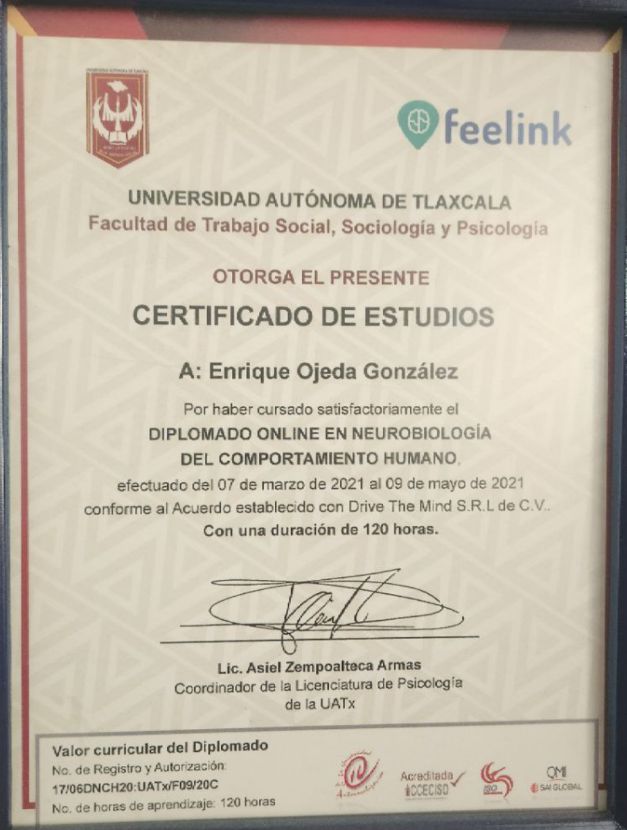 feelink
UNIVERSIDAD AUTÓNOMA DE TLAXCALA
Facultad de Trabajo Social, Sociología y Psicología
OTORGA EL PRESENTE
CERTIFICADO DE ESTUDIOS
A: Enrique Ojeda González
Por haber cursado satisfactoriamente el
DIPLOMADO ONLINE EN NEUROBIOLOGÍA
DEL COMPORTAMIENTO HUMANO,
efectuado del 07 de marzo de 2021 al 09 de mayo de 2021
conforme al Acuerdo establecido con Drive The Mind S.R.L de C.V..
Con una duración de 120 horas.
Lic. Asiel Zempoalteca Armas
Coordinador de la Licenciatura de Psicología
de la UATx
Valor curricular del Diplomado
No. de Registro y Autorización:
17/06DNCH20:UATx/F09/20C
No. de horas de aprendizaje: 120 horas
Acreditada
CCECISO
ISO
QMI
SAI GLOBAL